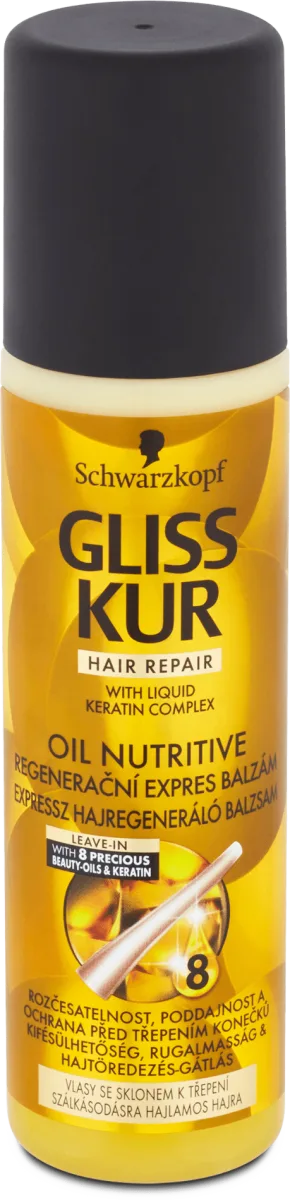 Schwarzkopf
GLISS
KUR
HAIR REPAIR
WITH LIQUID
KERATIN COMPLEX
OIL NUTRITIVE
REGENERAČNÍ EXPRES BALZÁM
EXPRESSZ HAJREGENERÁLÓ BALZSAM
LEAVE-IN
WITH 8 PRECIOUS
BEAUTY-OILS & KERATIN
8
ROZČESATELNOST, PODDAJNOST A
OCHRANA PŘED TŘEPENÍM KONEČKŮ
KIFÉSÜLHETŐSÉG, RUGALMASSÁG &
HAJTÖREDEZÉS-GÁTLÁS
VLASY SE SKLONEM K TŘEPENÍ
SZÁLKÁSODÁSRA HAJLAMOS HAJRA